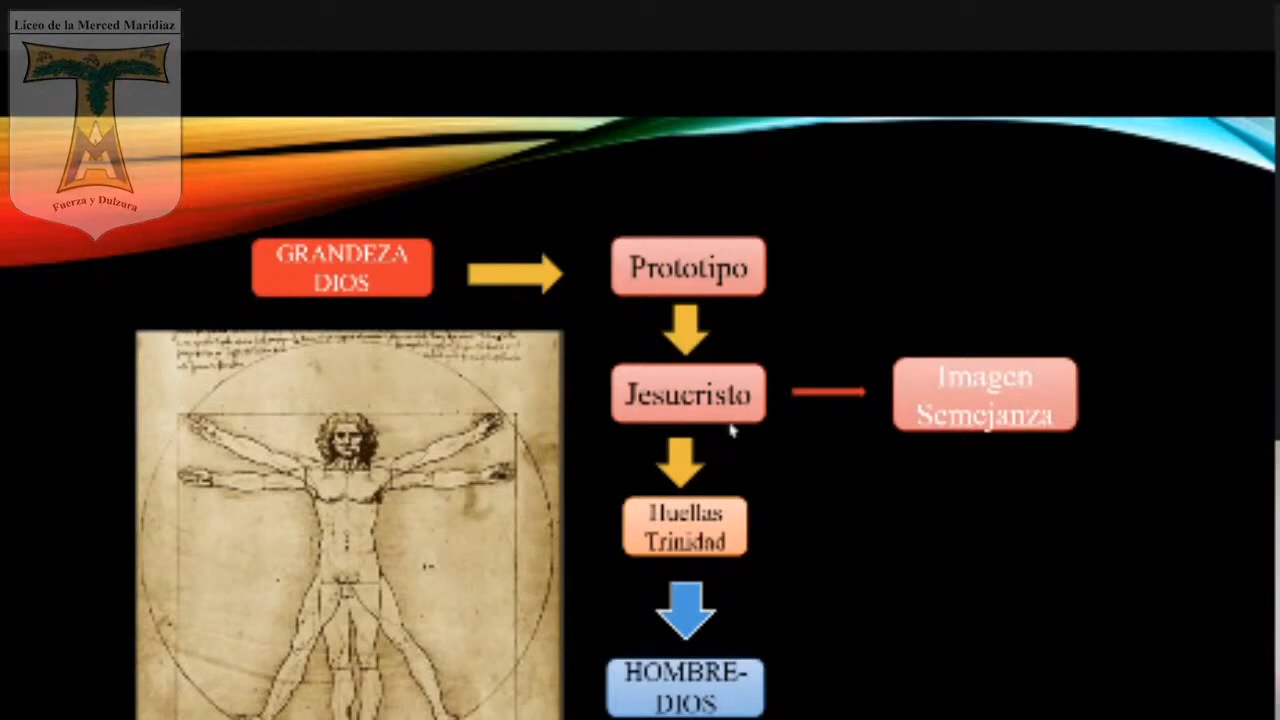 Liceo de la Merced Maridiaz
Fuerza y Dulzura
GRANDEZA
DIOS
Prototipo
Jesucristo
Imagen
Semejanza
Huellas
Trinidad
HOMBRE-
DIOS